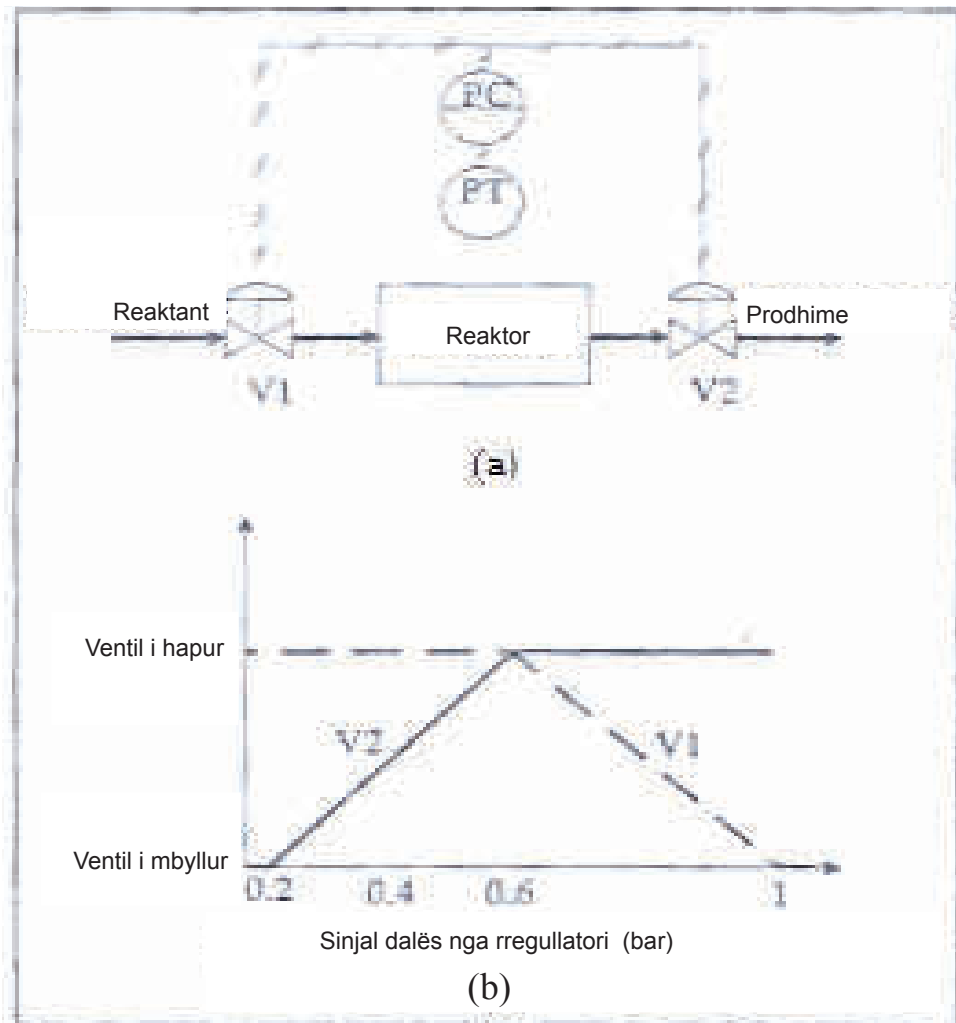 PC
PT
Reaktant
Reaktor
Prodhime
V1
V2
(a)
Ventil i hapur
V2
V1
Ventil i mbyllur
0.2 0.4 0.6 1
Sinjal dalës nga rregullatori (bar)
(b)